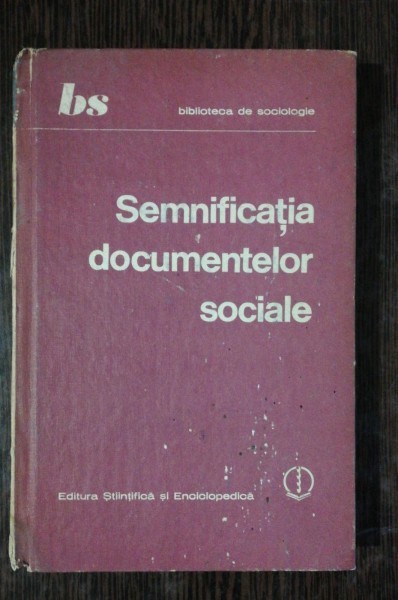 bs
biblioteca de sociologie
Semnificația
documentelor
sociale
Editura Științifică și Enciclopedică